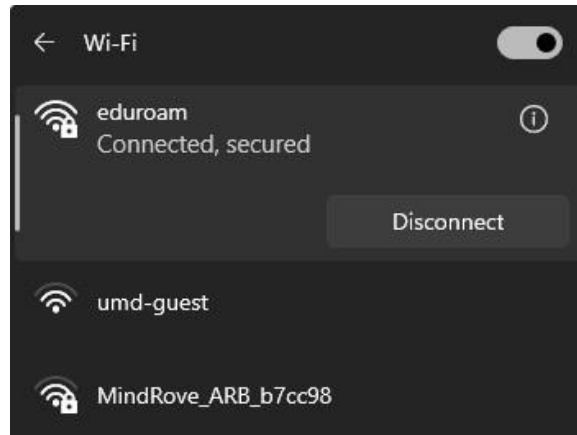 Wi-Fi
eduroam
Connected, secured
Disconnect
umd-guest
MindRove_ARB_b7cc98